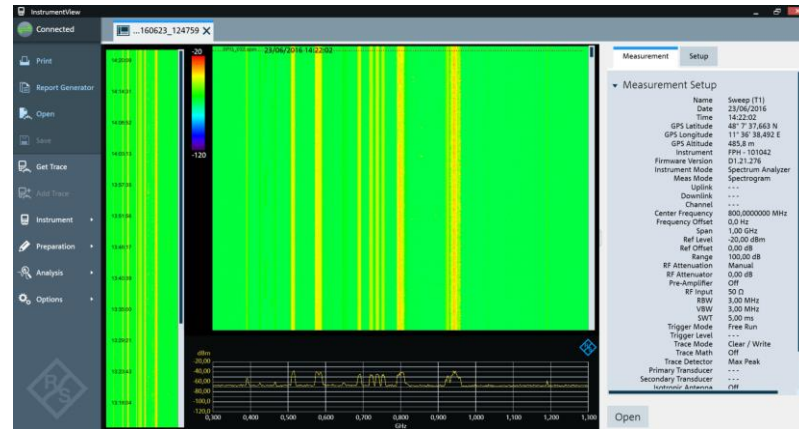 InstrumentView
Connected
...160623_124759 X
Print
Report Generator
Open
Save
Get Trace
Add Trace
Instrument
Preparation
Analysis
Options
R S
14:20:09
13:40:38
-20
-120
23/06/2016 14:22:02
dBm
-20,00
-40,00
-60,00
-80,00
-100,0
-120,0
0,300 0,400 0,500 0,600 0,700 0,800 0,900 1,000 1,100 1,200 1,300
GHz
Measurement Setup
Measurement Setup
Name Sweep (T1)
Date 23/06/2016
Time 14:22:02
GPS Latitude 48° 7' 37,663 N
GPS Longitude 11° 36' 38,492 E
GPS Altitude 485,8 m
Instrument FPH - 101042
Firmware Version D1.21.276
Instrument Mode Spectrum Analyzer
Meas Mode Spectrogram
Uplink - - -
Downlink - - -
Channel - - -
Center Frequency 800,0000000 MHz
Frequency Offset 0,0 Hz
Span 1,00 GHz
Ref Level -20,00 dBm
Ref Offset 0,00 dB
Range 100,00 dB
RF Attenuation Manual
RF Attenuator 0,00 dB
Pre-Amplifier Off
RF Input 50 Ω
RBW 3,00 MHz
VBW 3,00 MHz
SWT 5,00 ms
Trigger Mode Free Run
Trigger Level - - -
Trace Mode Clear / Write
Trace Math Off
Trace Detector Max Peak
Primary Transducer - - -
Secondary Transducer - - -
Isotropic Antenna Off
Open